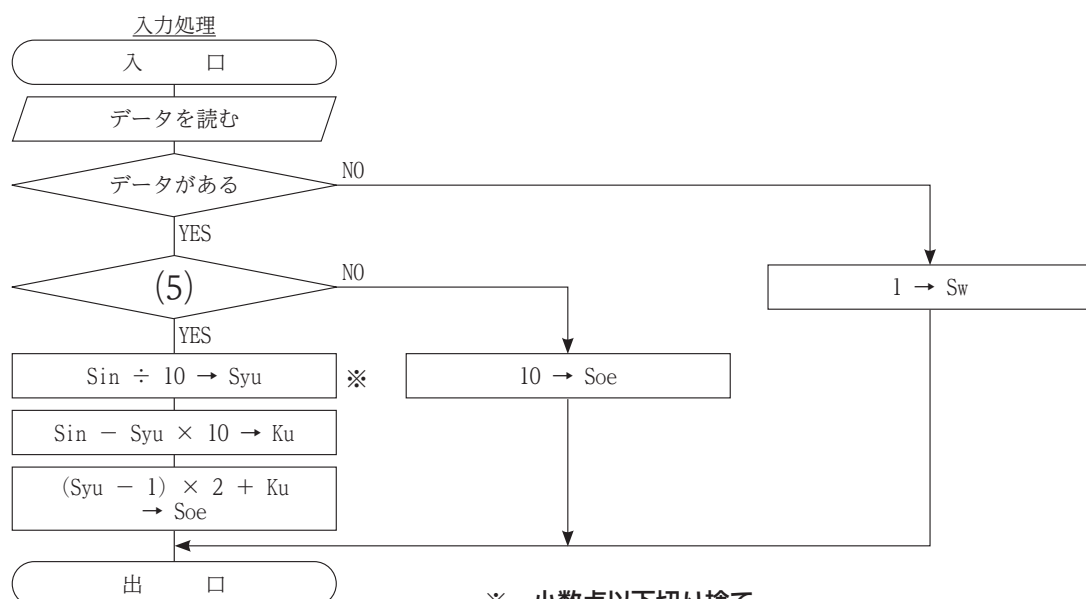 入力処理
入　　口
データを読む
データがある
NO
YES
(5)
NO
YES
1 → Sw
Sin ÷ 10 → Syu
※
10 → Soe
Sin － Syu × 10 → Ku
(Syu － 1) × 2 + Ku
→ Soe
出　　口
※　小数点以下切り捨て